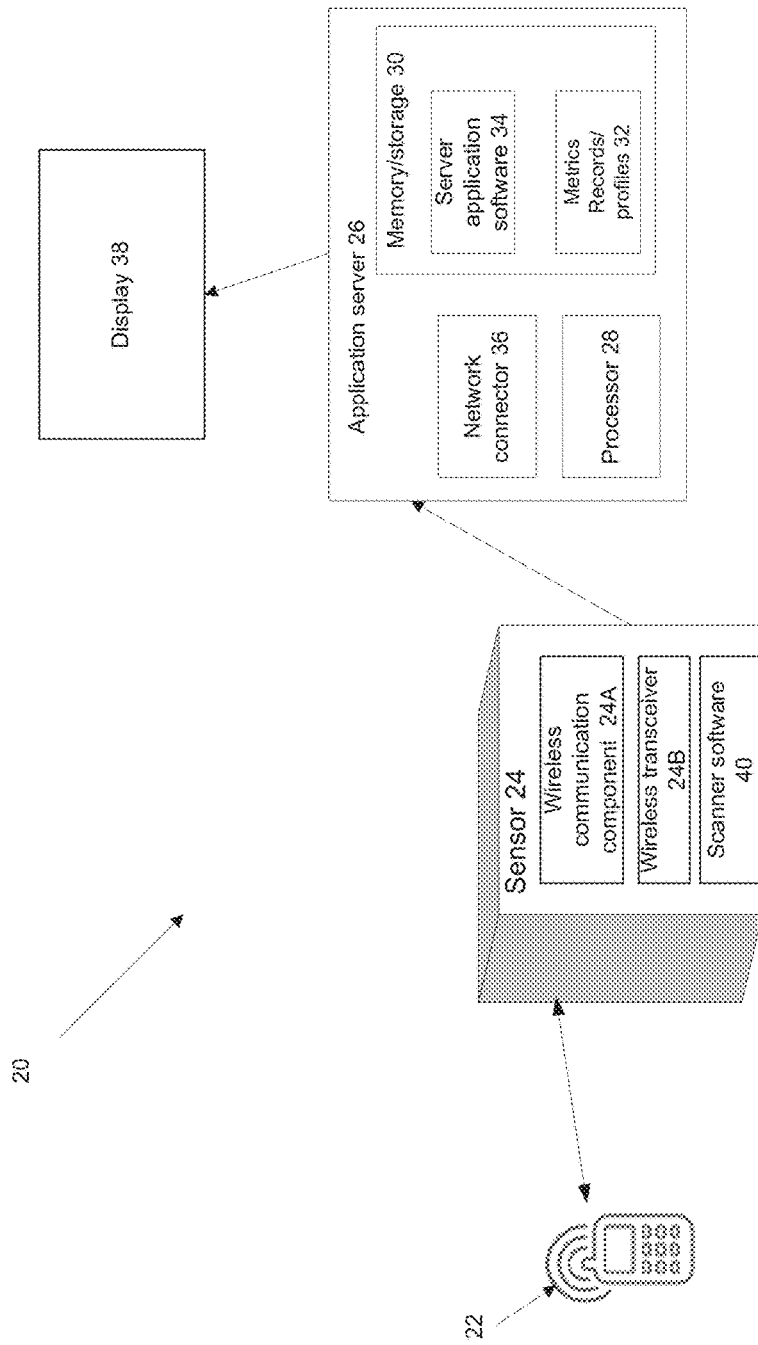 20
22
Sensor 24
Wireless
communication
component 24A
Wireless transceiver
24B
Scanner software
40
Application server 26
Network
connector 36
Processor 28
Memory/storage 30
Server
application
software 34
Metrics
Records/
profiles 32
Display 38